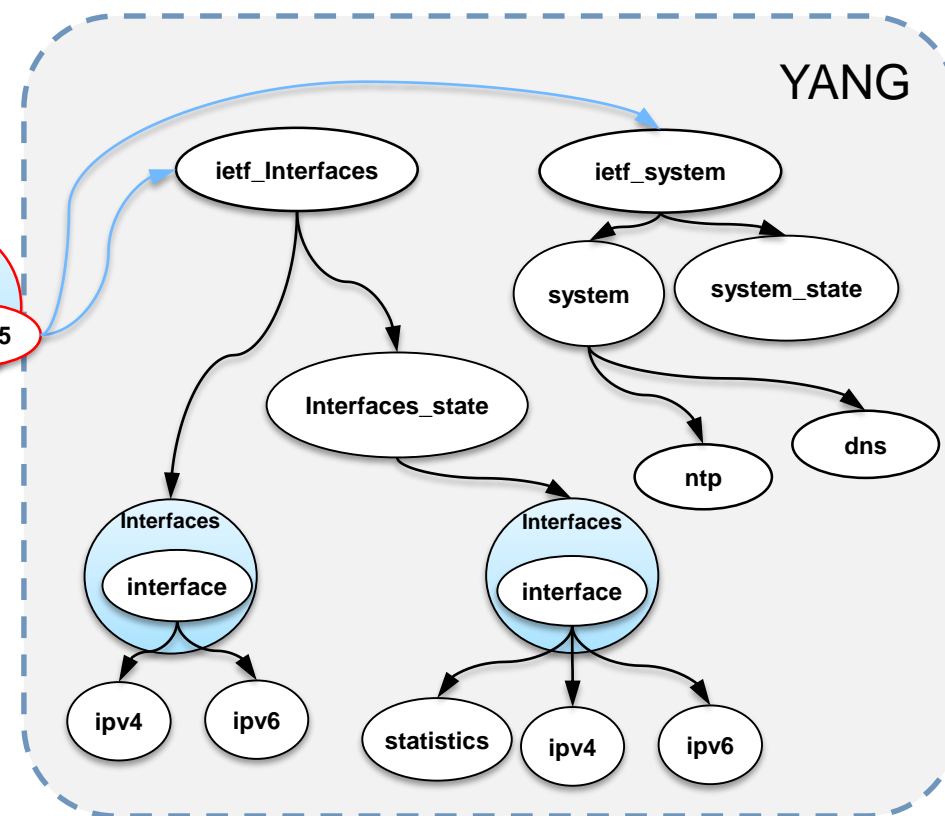 YANG
ietf_Interfaces
ietf_system
system
system_state
5
Interfaces_state
dns
ntp
Interfaces
Interfaces
interface
interface
ipv4
ipv6
statistics
ipv4
ipv6